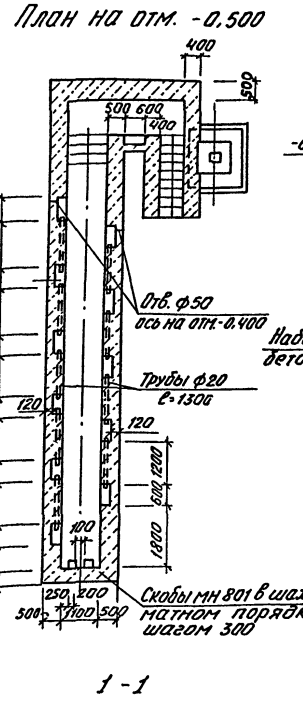 План на отм. -0,500
400
500
500 600
400
Отв. ф50
ось на отм.-0.400
Трубы ф20
ℓ=1300
120
120
1200
600
1800
100
250 200
500 1100 500
Скобы мн 801 в шах
матном порядк
шагом 300
1-1